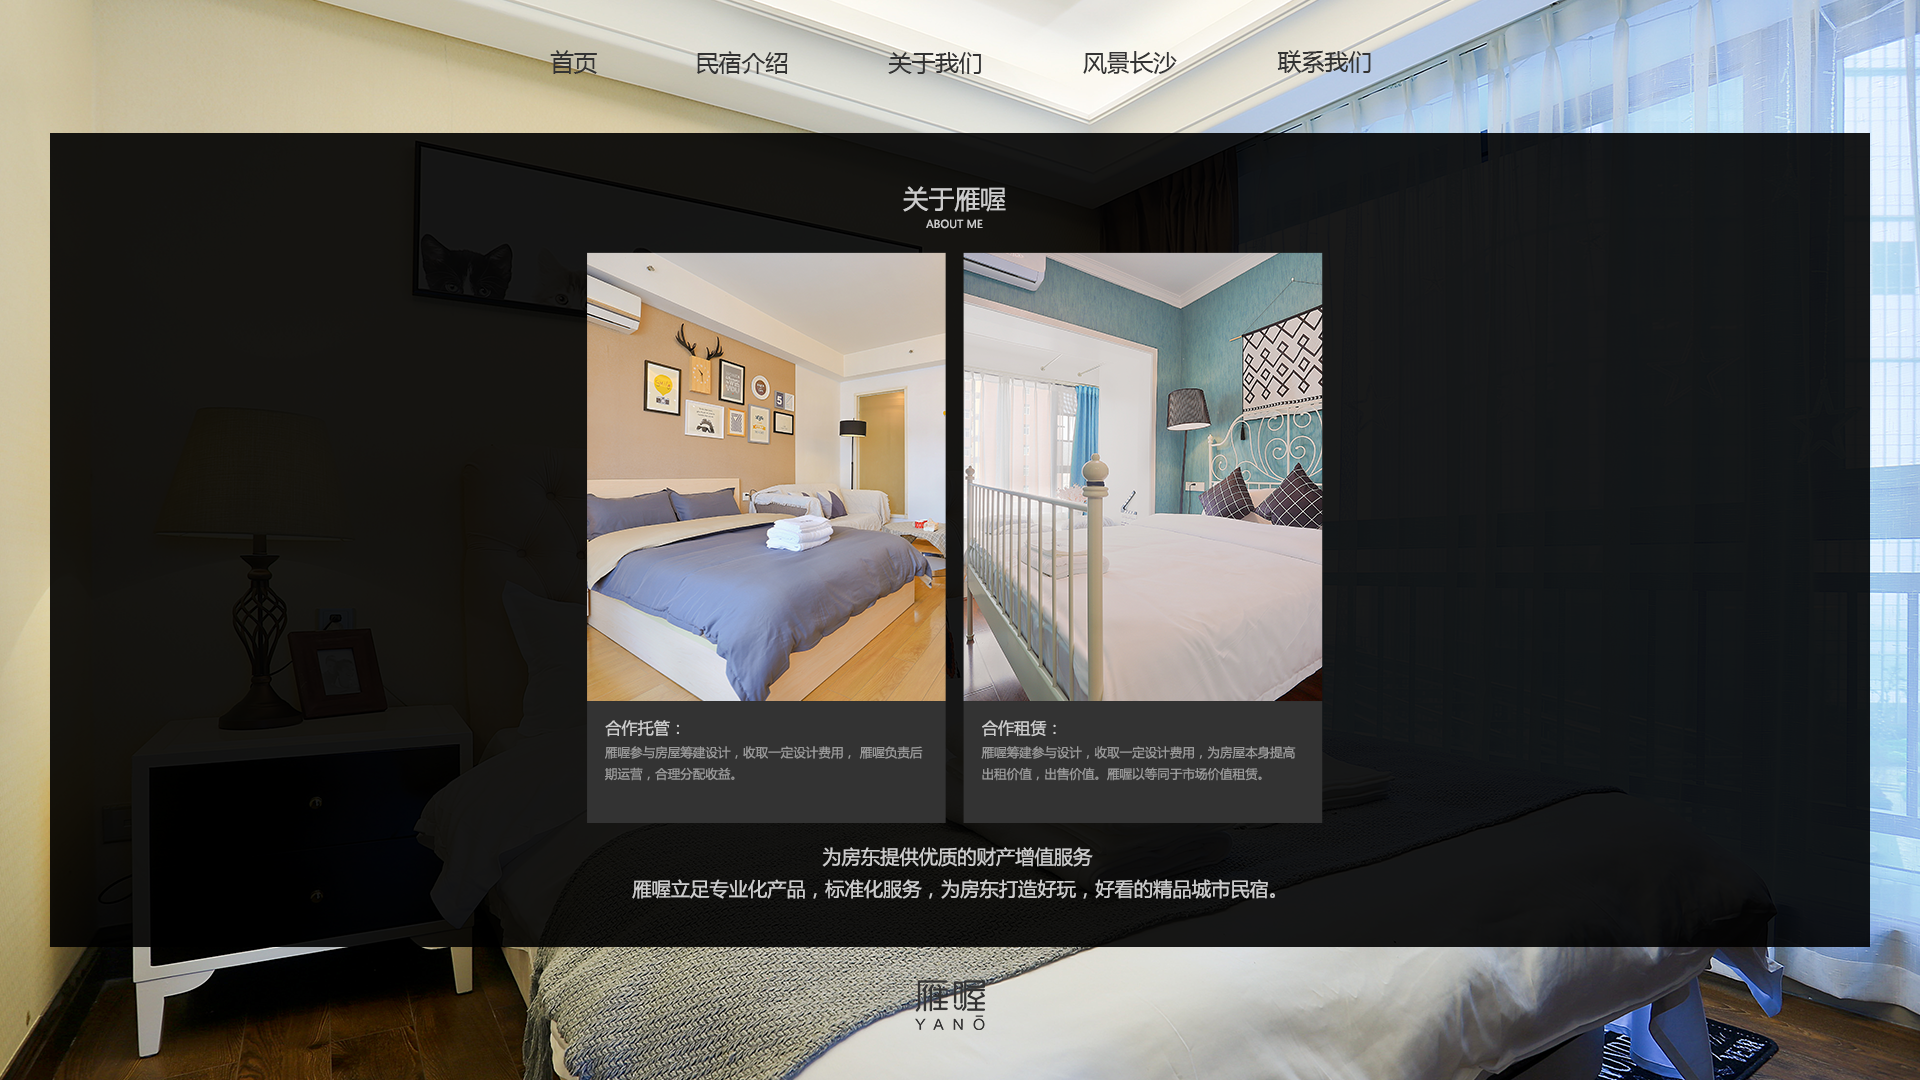 首页
民宿介绍
关于我们
风景长沙
联系我们
关于雁喔
ABOUT ME
5
合作托管：
雁喔参与房屋筹建设计，收取一定设计费用， 雁喔负责后
期运营，合理分配收益。
合作租赁：
雁喔筹建参与设计，收取一定设计费用，为房屋本身提高
出租价值，出售价值。雁喔以等同于市场价值租赁。
为房东提供优质的财产增值服务
雁喔立足专业化产品，标准化服务，为房东打造好玩，好看的精品城市民宿。
雁喔
YANŌ